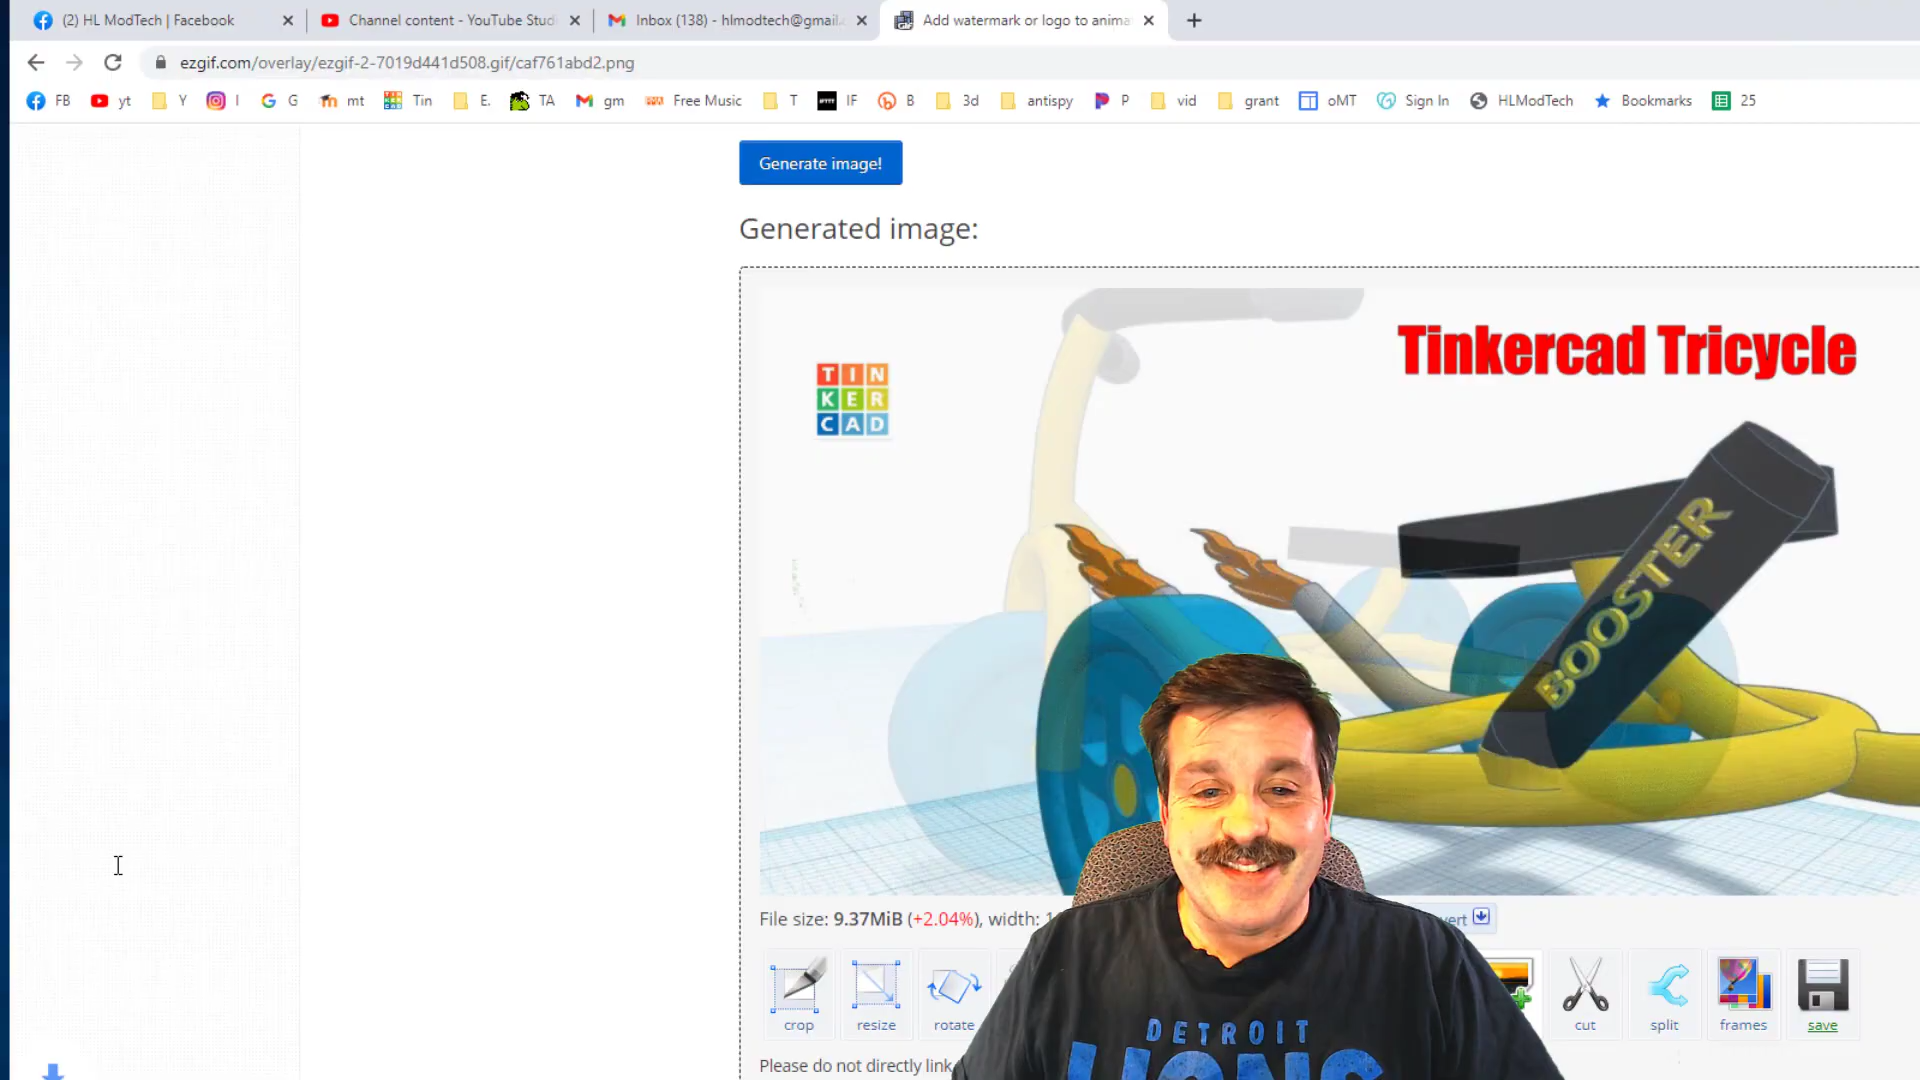 (2) HL ModTech | Facebook
Channel content - YouTube Stud
Inbox (138) - hlmodtech@gmail.c
Add watermark or logo to anima
ezgif.com/overlay/ezgif-2-7019d441d508.gif/caf761abd2.png
FB yt Y I G mt Tin E. TA gm Free Music T IF B 3d antispy P vid grant oMT Sign In HLModTech Bookmarks 25
Generate image!
Generated image:
Tinkercad Tricycle
TIN
KER
CAD
BOOSTER
File size: 9.37MiB (+2.04%), width:
vert
crop resize rotate cut split frames save
Please do not directly link
DETROIT
LIONS